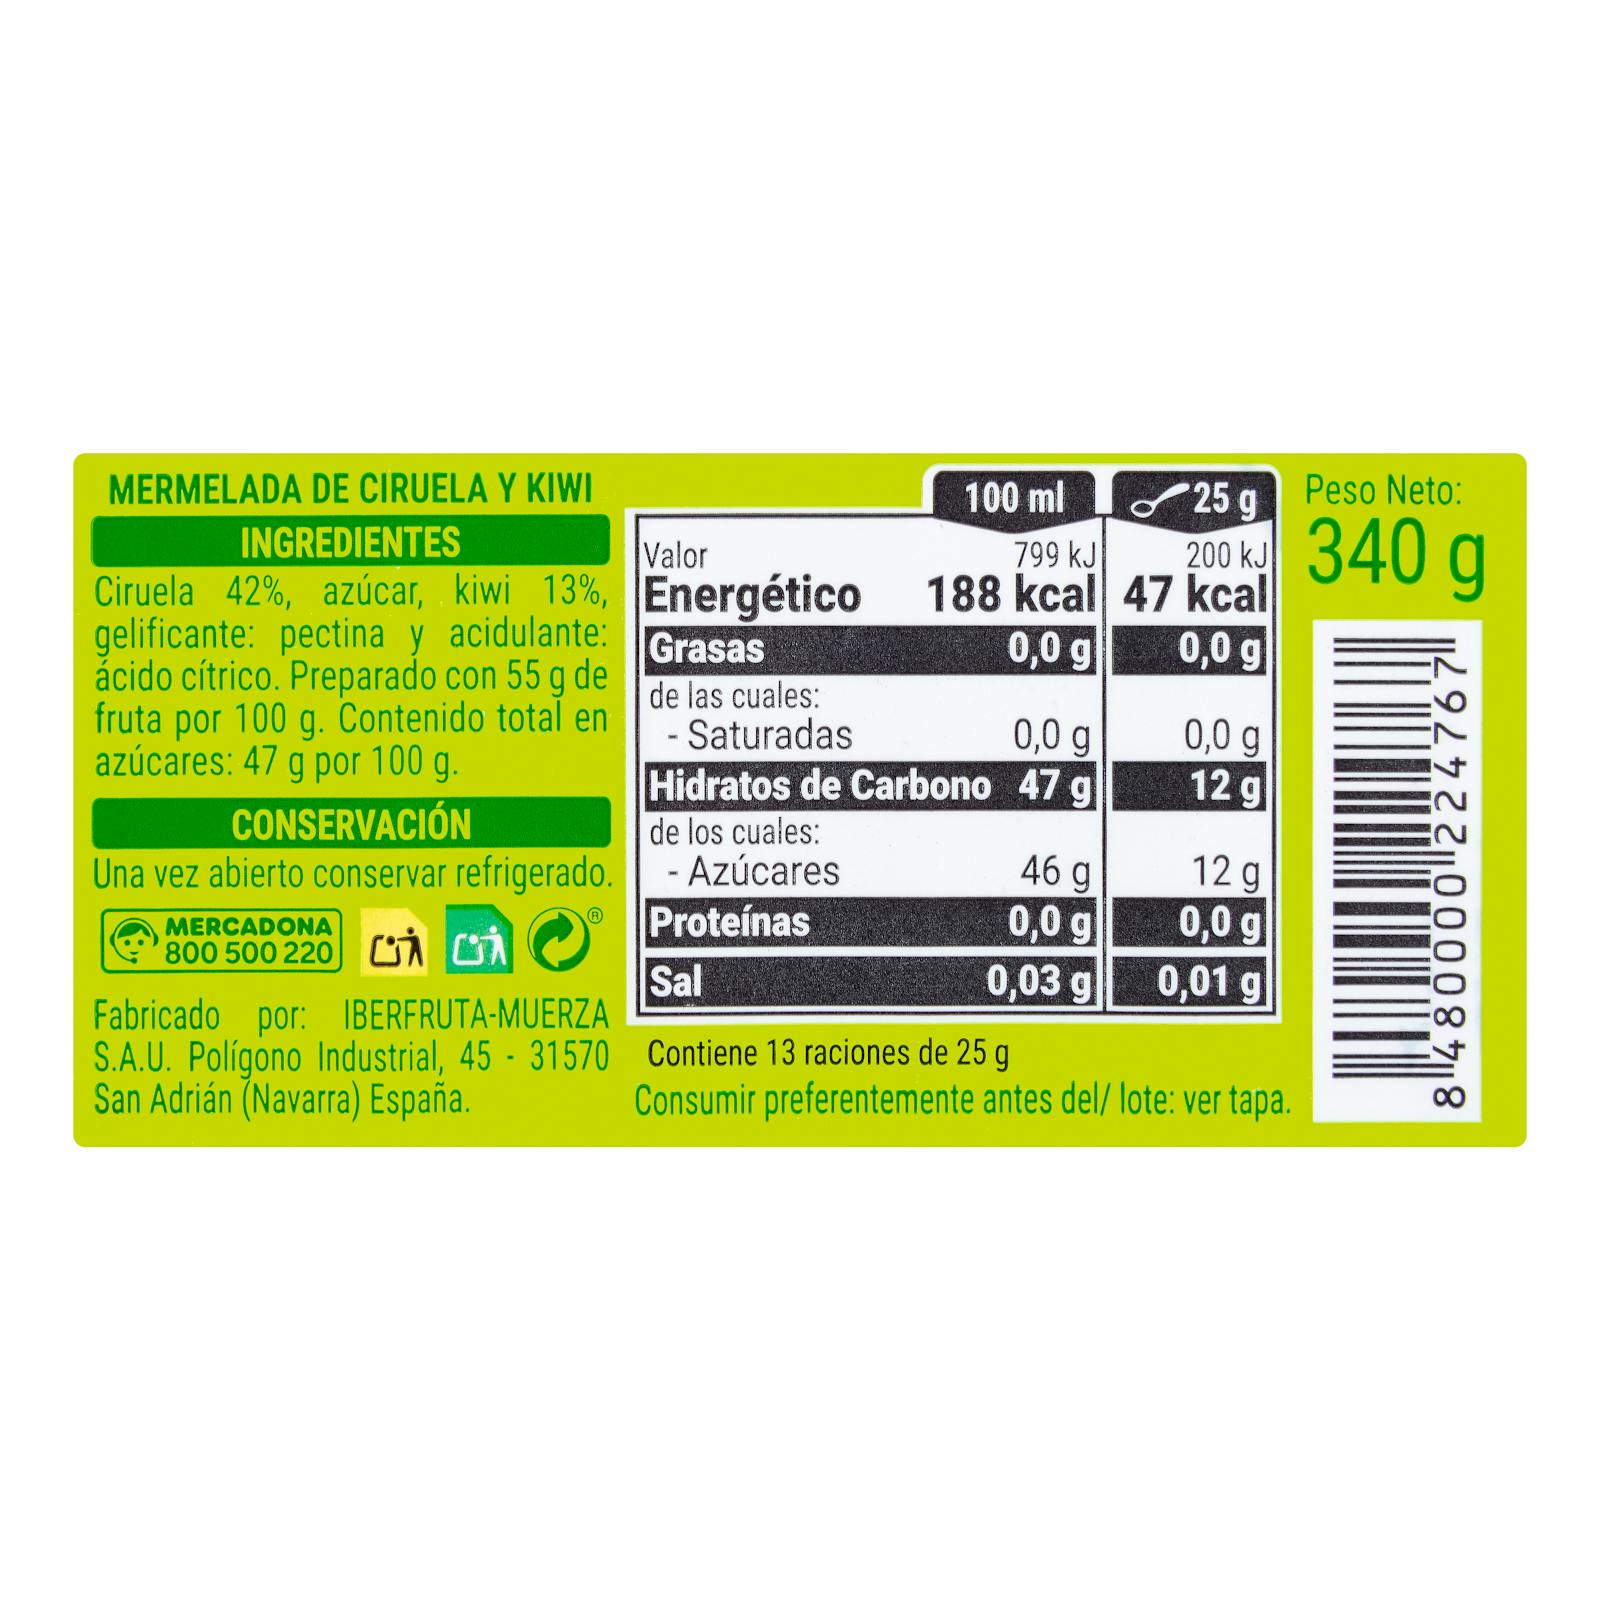 MERMELADA DE CIRUELA Y KIWI
INGREDIENTES
Ciruela 42%, azúcar, kiwi 13%,
gelificante: pectina y acidulante:
ácido cítrico. Preparado con 55 g de
fruta por 100 g. Contenido total en
azúcares: 47 g por 100 g.
CONSERVACIÓN
Una vez abierto conservar refrigerado.
MERCADONA
800 500 220
®
Fabricado por: IBERFRUTA-MUERZA
S.A.U. Polígono Industrial, 45 - 31570
San Adrián (Navarra) España.
100 ml 25 g
Valor 799 kJ 200 kJ
Energético 188 kcal 47 kcal
Grasas 0,0 g 0,0 g
de las cuales:
- Saturadas 0,0 g 0,0 g
Hidratos de Carbono 47 g 12 g
de los cuales:
- Azúcares 46 g 12 g
Proteínas 0,0 g 0,0 g
Sal 0,03 g 0,01 g
Contiene 13 raciones de 25 g
Consumir preferentemente antes del/ lote: ver tapa.
Peso Neto:
340 g
8480000224767